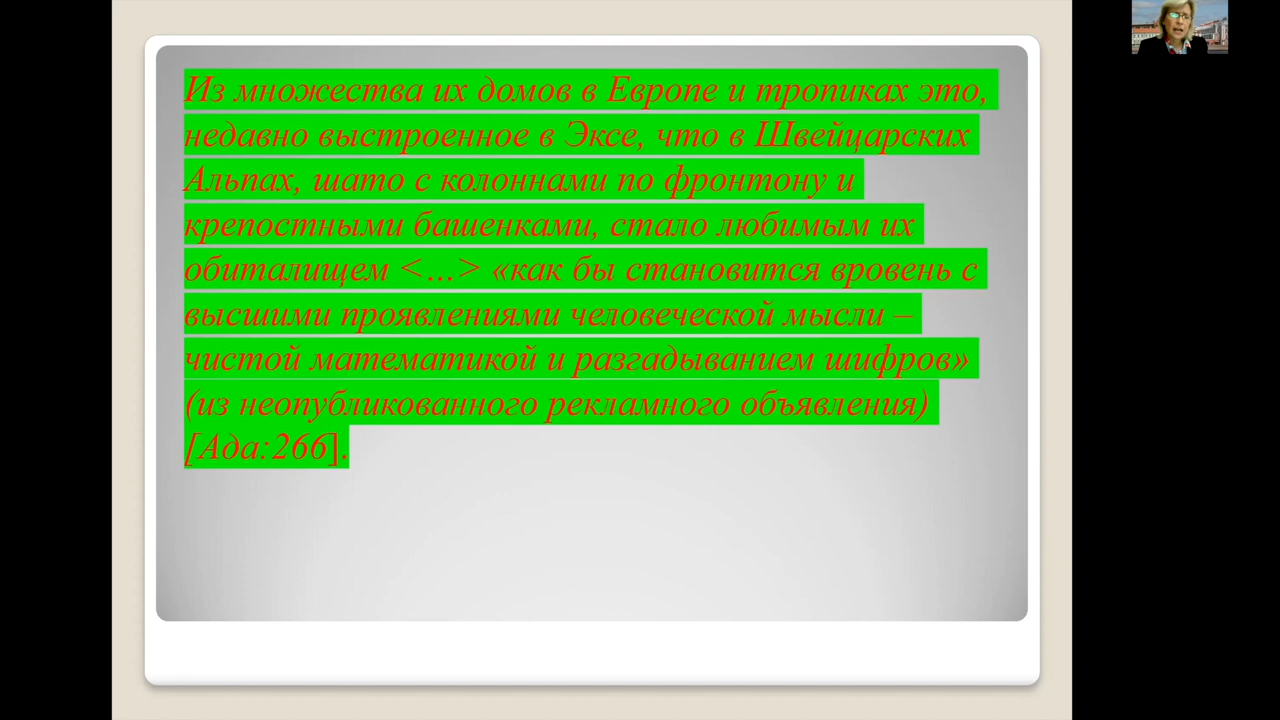 Из множества их домов в Европе и тропиках это,
недавно выстроенное в Эксе, что в Швейцарских
Альпах, шато с колоннами по фронтону и
крепостными башенками, стало любимым их
обиталищем <…> «как бы становится вровень с
высшими проявлениями человеческой мысли –
чистой математикой и разгадыванием шифров»
(из неопубликованного рекламного объявления)
[Ада:266].